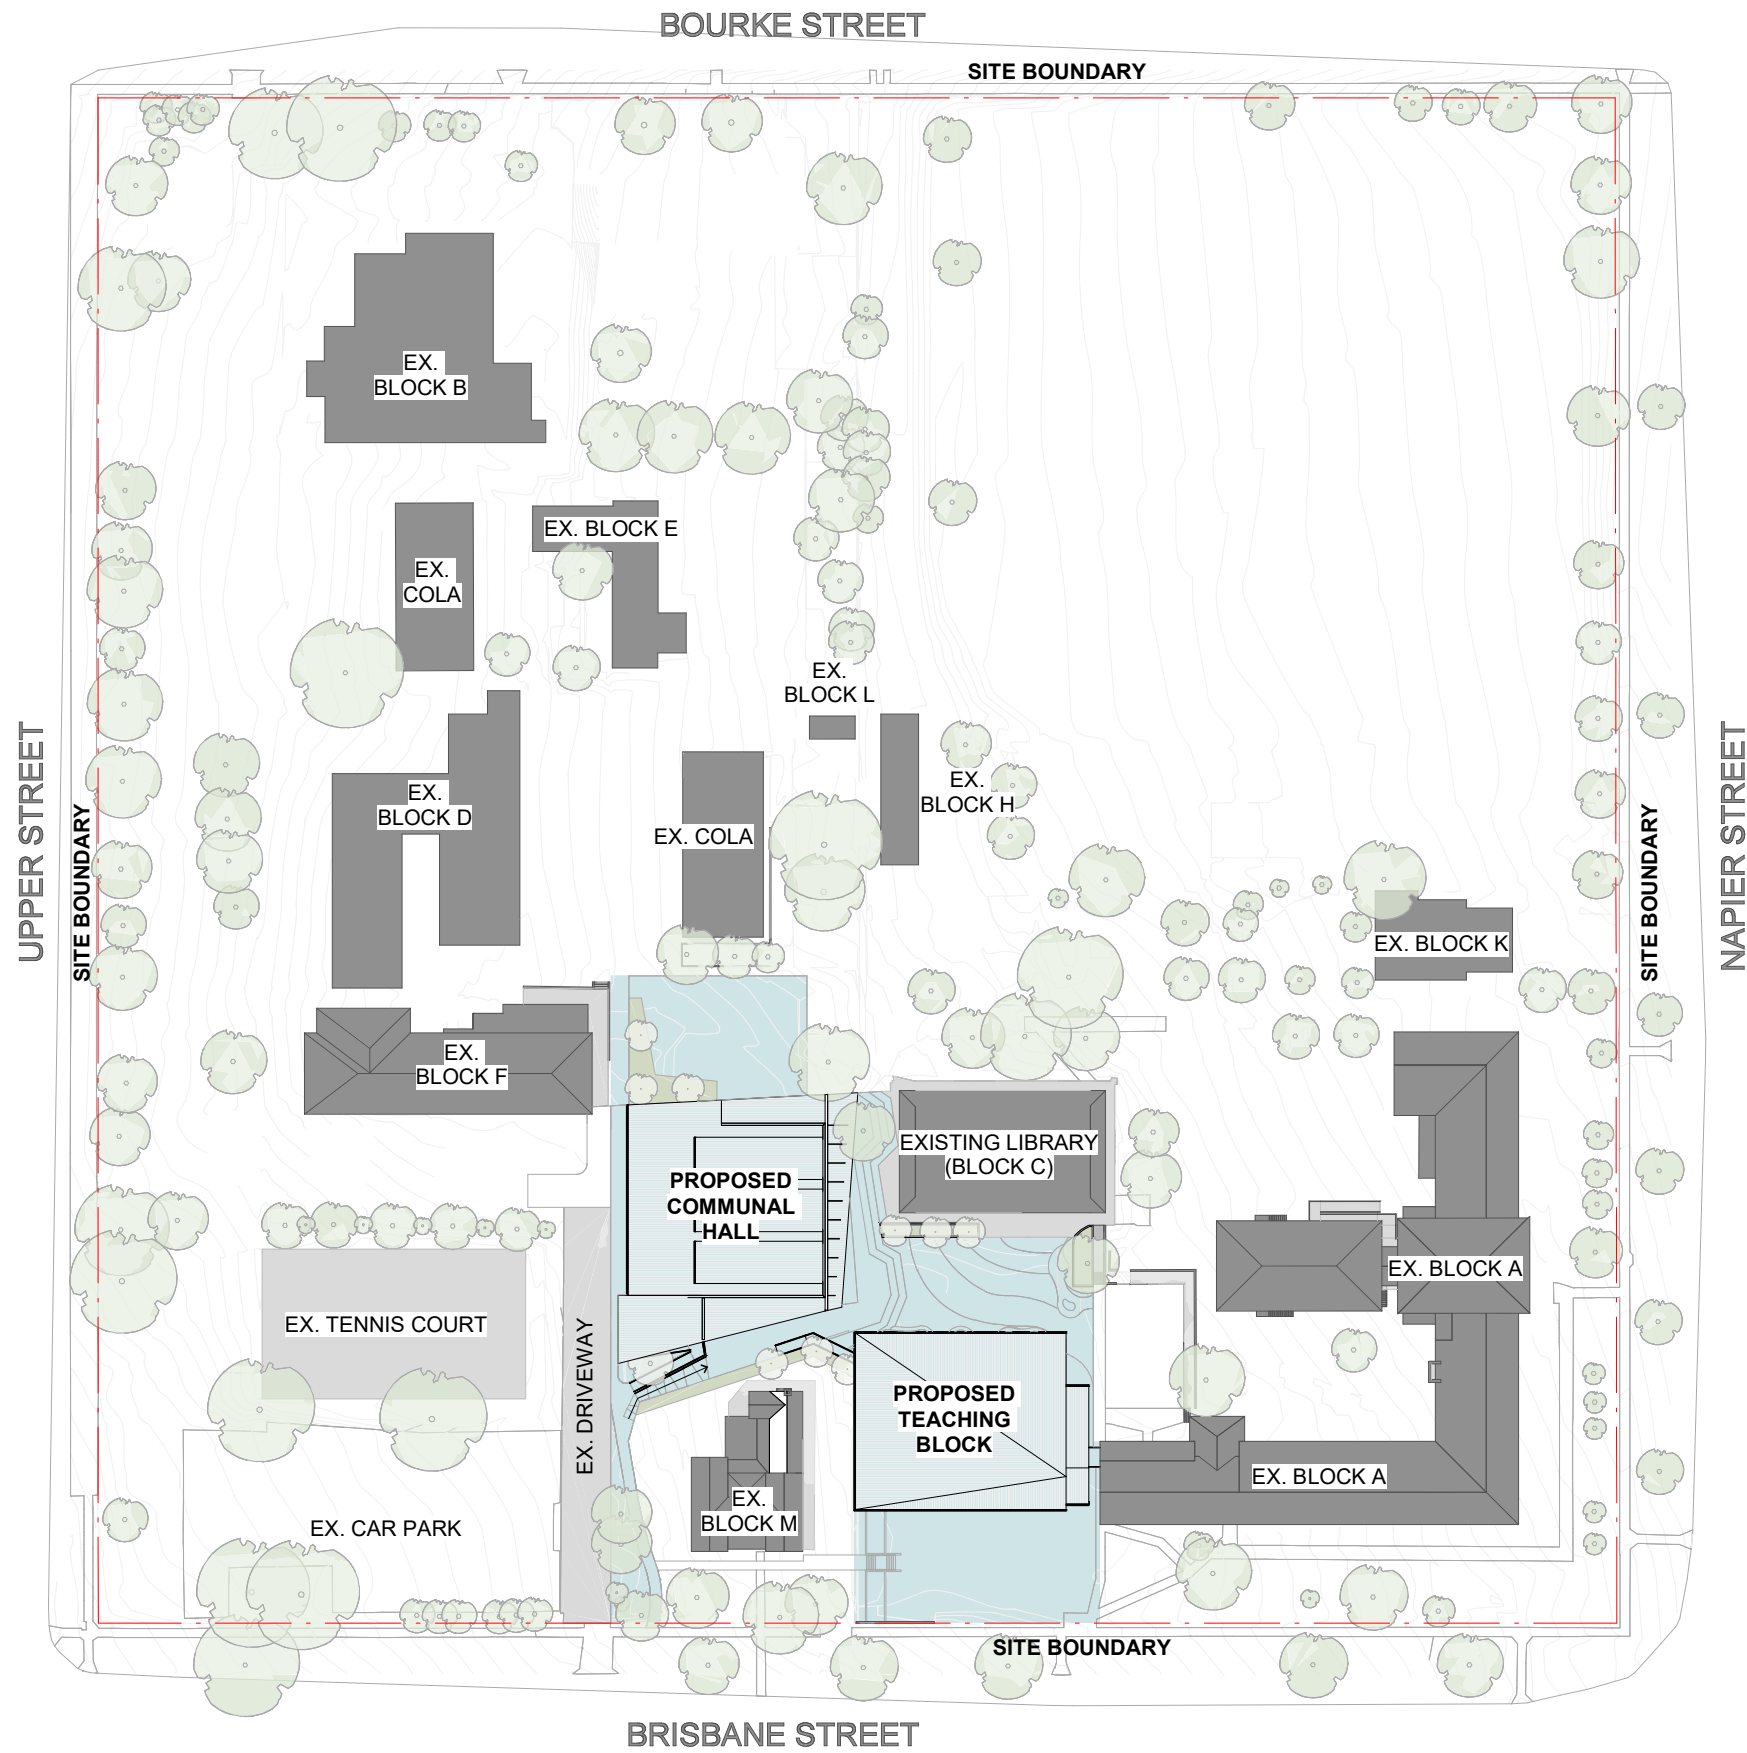 BOURKE STREET
SITE BOUNDARY
EX.
BLOCK B
EX. BLOCK E
EX.
COLA
EX.
BLOCK L
UPPER STREET
SITE BOUNDARY
EX.
BLOCK D
EX. COLA
EX.
BLOCK H
SITE BOUNDARY
NAPIER STREET
EX. BLOCK K
EX.
BLOCK F
EXISTING LIBRARY
(BLOCK C)
PROPOSED
COMMUNAL
HALL
EX. BLOCK A
EX. TENNIS COURT
EX. DRIVEWAY
PROPOSED
TEACHING
BLOCK
EX. BLOCK A
EX.
BLOCK M
EX. CAR PARK
SITE BOUNDARY
BRISBANE STREET